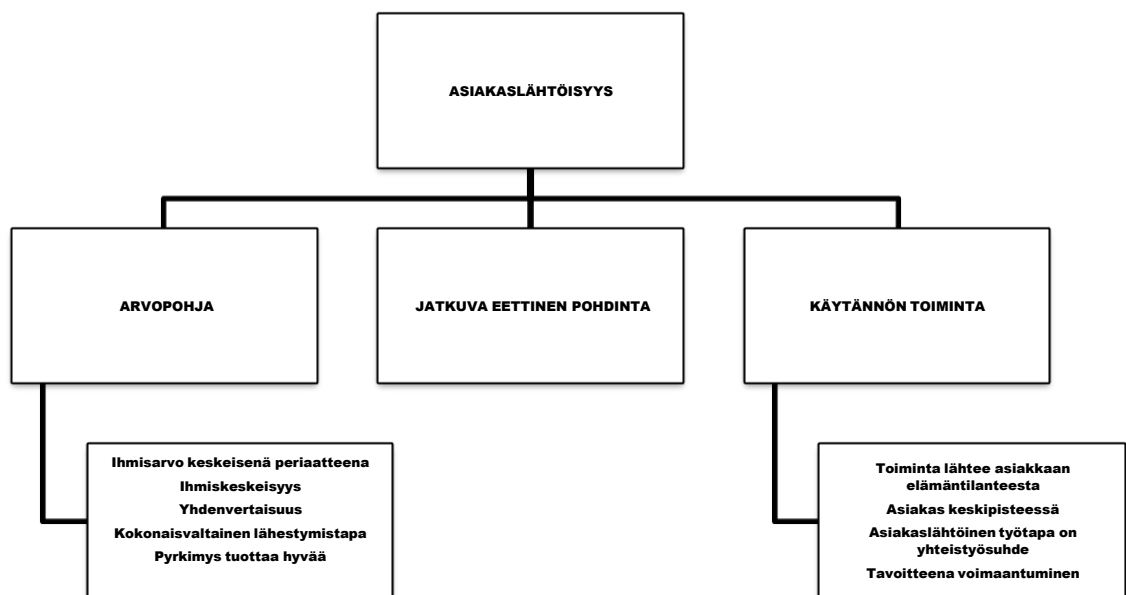 ASIAKASLÄHTÖISYYS
ARVOPOHJA
JATKUVA EETTINEN POHDINTA
KÄYTÄNNÖN TOIMINTA
Ihmisarvo keskeisenä periaatteena
Ihmiskeskeisyys
Yhdenvertaisuus
Kokonaisvaltainen lähestymistapa
Pyrkimys tuottaa hyvää
Toiminta lähtee asiakkaan
elämäntilanteesta
Asiakas keskipisteessä
Asiakaslähtöinen työtapa on
yhteistyösuhde
Tavoitteena voimaantuminen